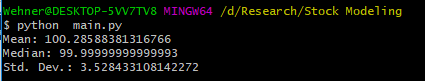 Wehner@DESKTOP-5VV7TV8 MINGW64 /d/Research/Stock Modeling
$ python  main.py
Mean: 100.28588381316766
Median: 99.99999999999993
Std. Dev.: 3.528433108142272